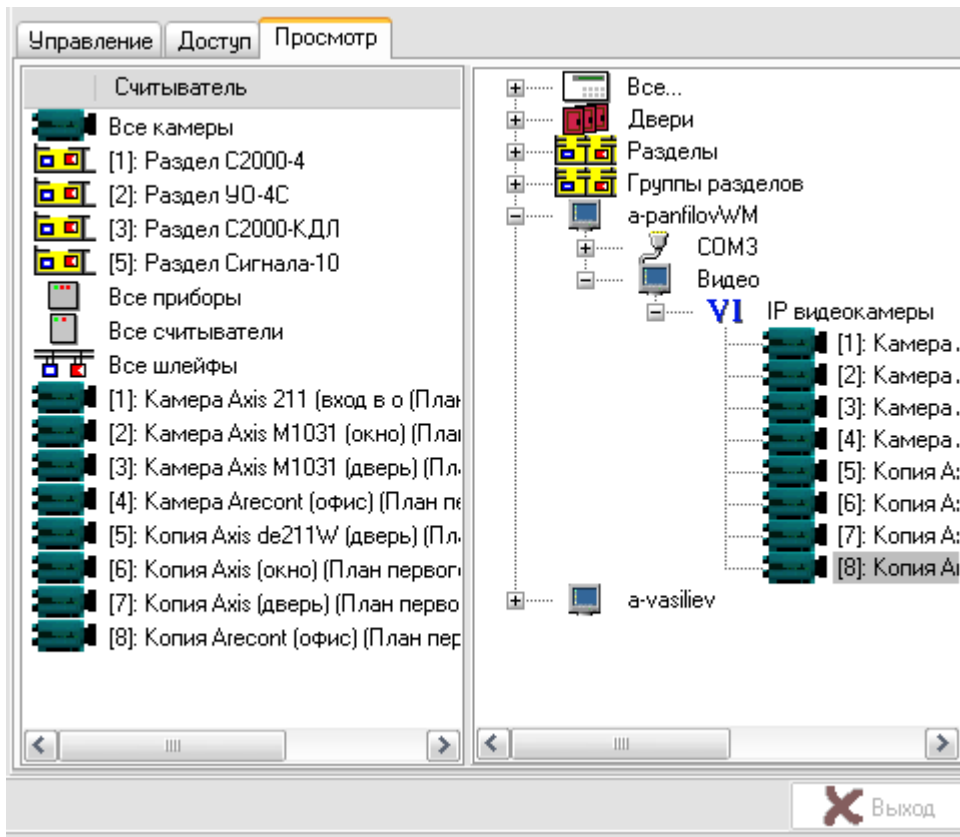 Управление Доступ Просмотр
Считыватель
Все камеры
[1]: Раздел С2000-4
[2]: Раздел УО-4С
[3]: Раздел С2000-КДЛ
[5]: Раздел Сигнала-10
Все приборы
Все считыватели
Все шлейфы
[1]: Камера Axis 211 (вход в о (План
[2]: Камера Axis M1031 (окно) (План
[3]: Камера Axis M1031 (дверь) (Пл
[4]: Камера Arecont (офис) (План пе
[5]: Копия Axis de211W (дверь) (Пл
[6]: Копия Axis (окно) (План первог
[7]: Копия Axis (дверь) (План перво
[8]: Копия Arecont (офис) (План пер
Все...
Двери
Разделы
Группы разделов
a-panfilovWM
COM3
Видео
VI IP видеокамеры
[1]: Камера
[2]: Камера
[3]: Камера
[4]: Камера
[5]: Копия A
[6]: Копия A
[7]: Копия A
[8]: Копия A
a-vasiliev
Выход